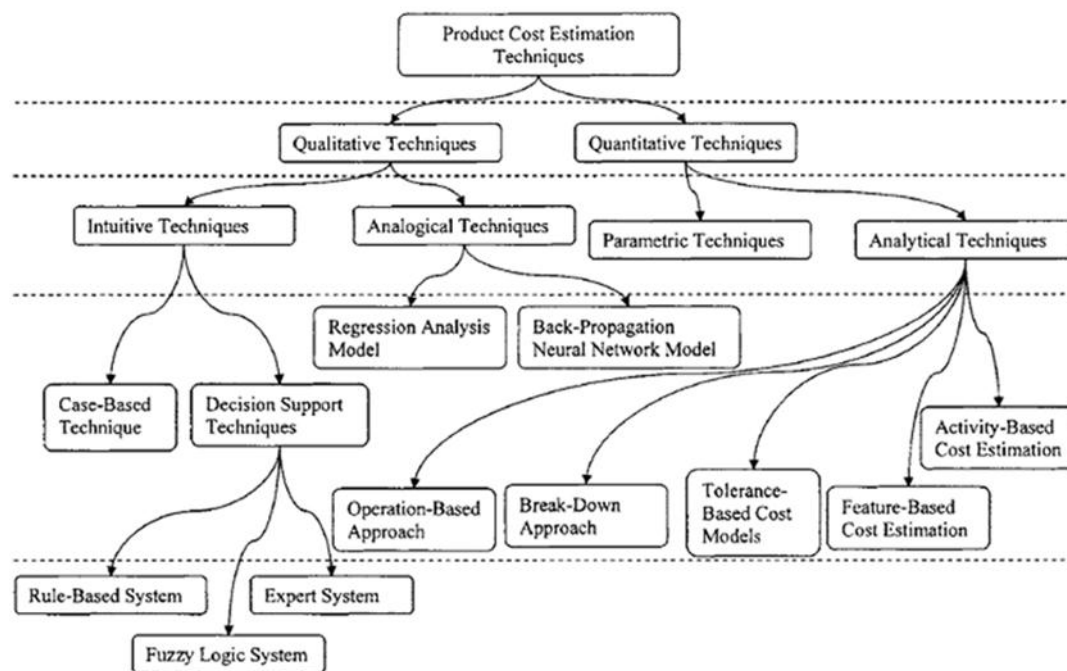 Product Cost Estimation
Techniques
Qualitative Techniques
Quantitative Techniques
Intuitive Techniques
Analogical Techniques
Parametric Techniques
Analytical Techniques
Regression Analysis
Model
Back-Propagation
Neural Network Model
Case-Based
Technique
Decision Support
Techniques
Activity-Based
Cost Estimation
Operation-Based
Approach
Break-Down
Approach
Tolerance-
Based Cost
Models
Feature-Based
Cost Estimation
Rule-Based System
Expert System
Fuzzy Logic System